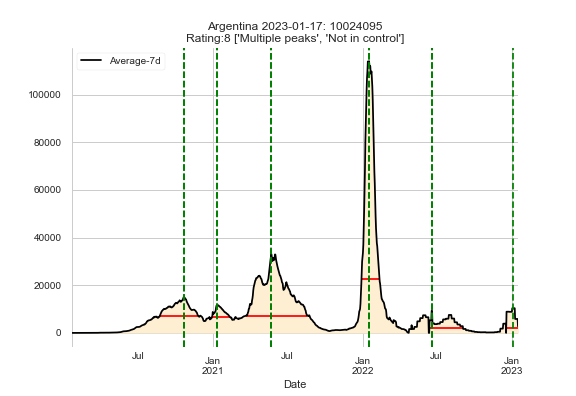 Argentina 2023-01-17: 10024095
Rating:8 ['Multiple peaks', 'Not in control']
Average-7d
100000
80000
60000
40000
20000
0
Jul
Jan
2021
Jul
Jan
2022
Jul
Jan
2023
Date